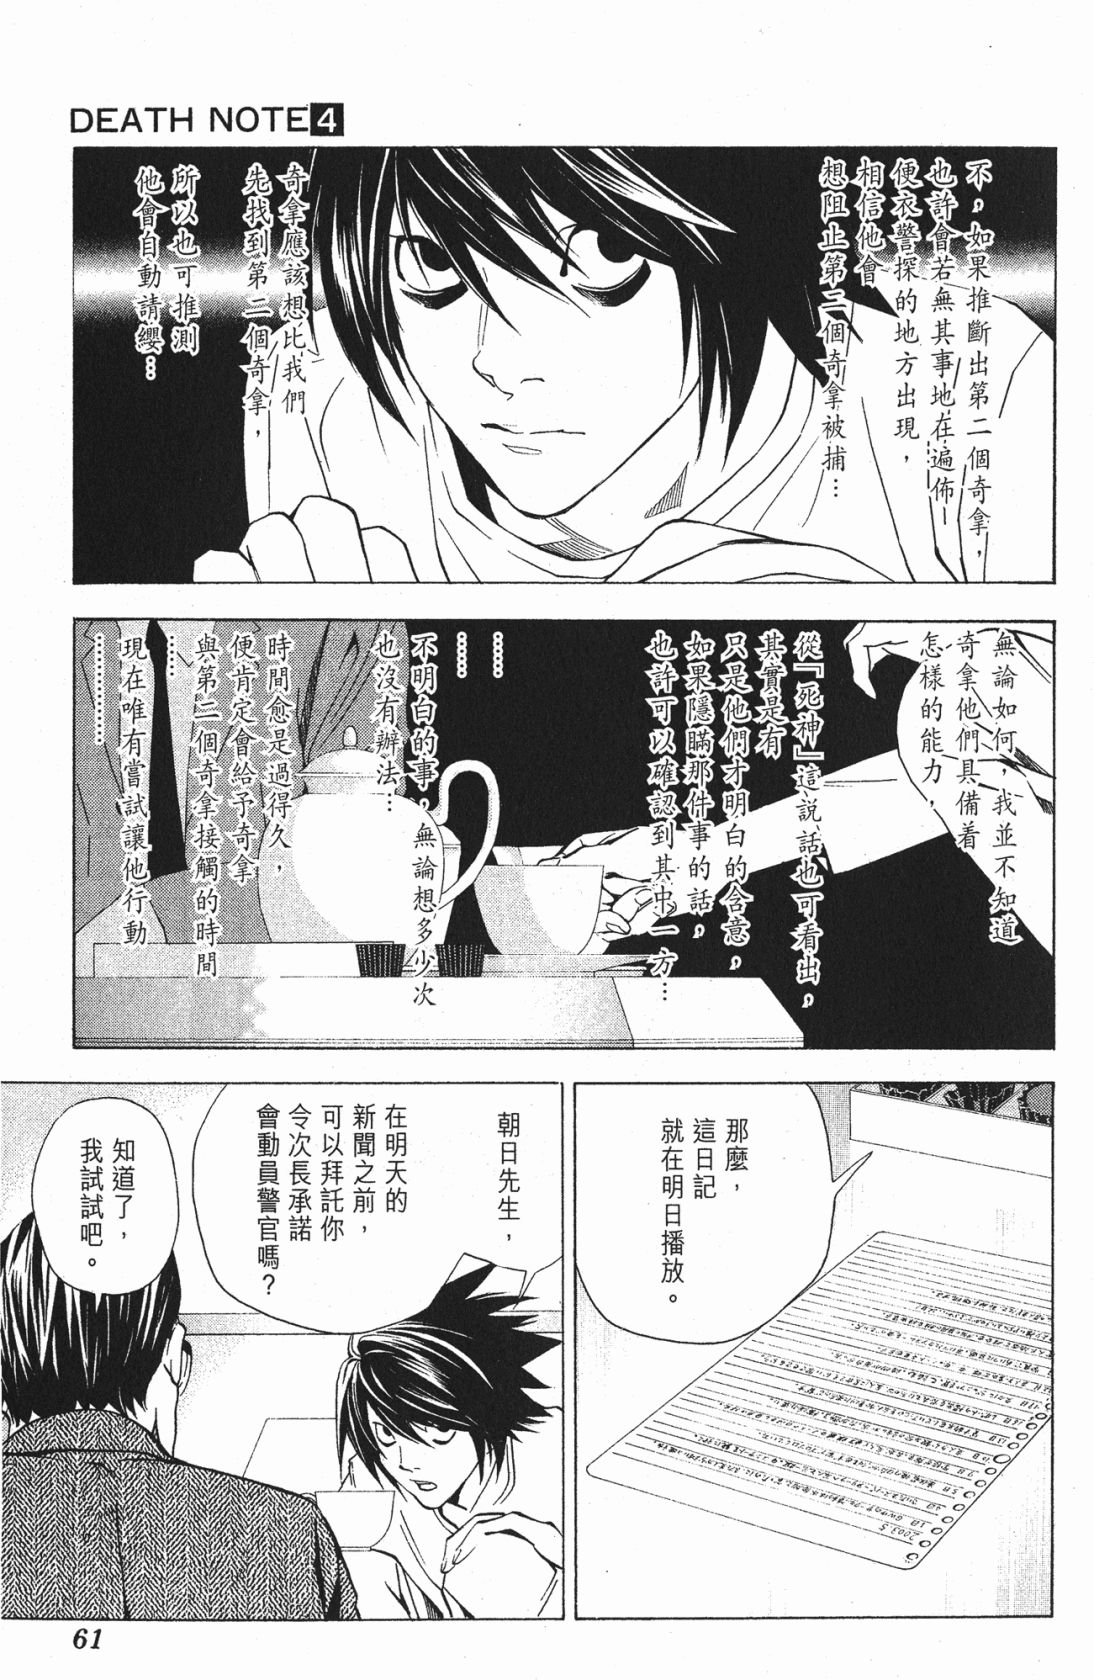 DEATH NOTE 4
不，如果推斷出第二個奇拿，
也許會若無其事地在遍佈
便衣警探的地方出現，
相信他會
想阻止第二個奇拿被捕…
奇拿應該想比我們
先找到第二個奇拿，
所以也可推測
他會自動請纓…
無論如何，我並不知道
奇拿他們具備着
怎樣的能力，
從『死神』這說話也可看出，
其實是有
只是他們才明白的含意，
如果隱瞞那件事的話，
也許可以確認到其中一方…
……
……
不明白的事，無論想多少次
也沒有辦法…
時間愈是過得久，
便肯定會給予奇拿
與第二個奇拿接觸的時間
……
現在唯有嘗試讓他行動
………
那麼，
這日記
就在明日播放。
朝日先生，
在明天的
新聞之前，
可以拜託你
令次長承諾
會動員警官嗎？
知道了，
我試試吧。
61